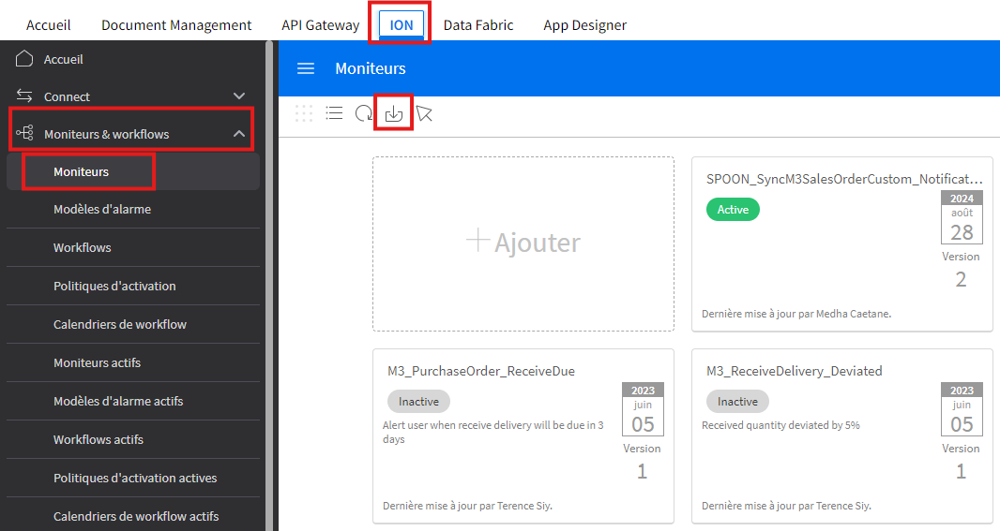 Accueil Document Management API Gateway ION Data Fabric App Designer
Accueil
Connect
Moniteurs & workflows
Moniteurs
Modèles d'alarme
Workflows
Politiques d'activation
Calendriers de workflow
Moniteurs actifs
Modèles d'alarme actifs
Workflows actifs
Politiques d'activation actives
Calendriers de workflow actifs
Moniteurs
Ajouter
SPOON_SyncM3SalesOrderCustom_Notificat...
Active
2024
août
28
Version
2
Dernière mise à jour par Medha Caetane.
M3_PurchaseOrder_ReceiveDue
Inactive
Alert user when receive delivery will be due in 3
days
2023
juin
05
Version
1
Dernière mise à jour par Terence Siy.
M3_ReceiveDelivery_Deviated
Inactive
Received quantity deviated by 5%
2023
juin
05
Version
1
Dernière mise à jour par Terence Siy.